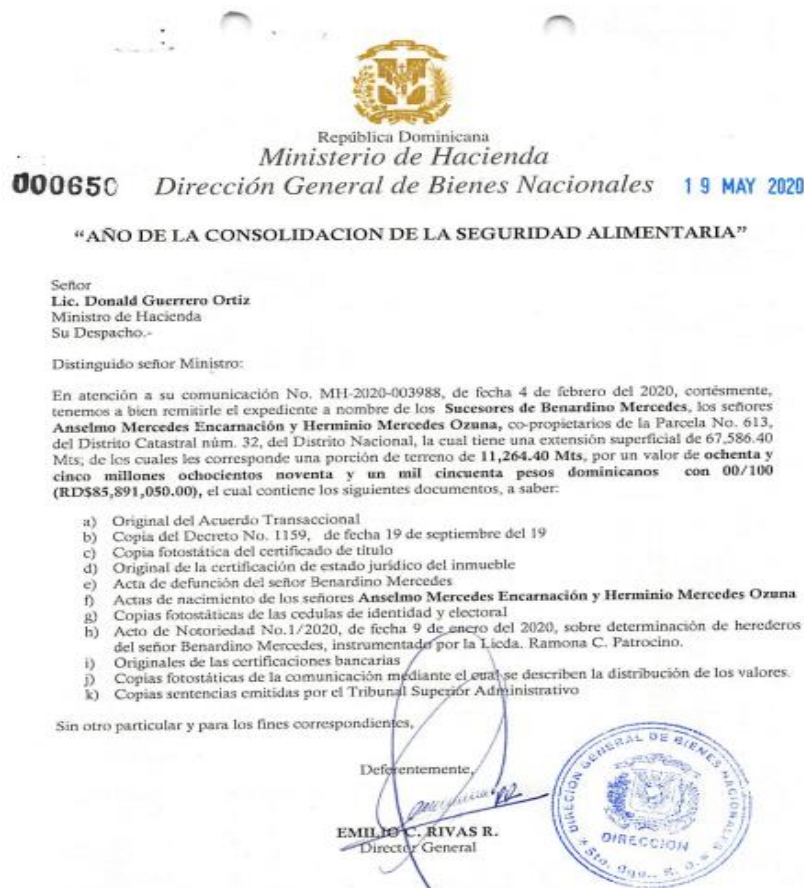 República Dominicana
Ministerio de Hacienda
000650 Dirección General de Bienes Nacionales 19 MAY 2020
“AÑO DE LA CONSOLIDACION DE LA SEGURIDAD ALIMENTARIA”
Señor
Lic. Donald Guerrero Ortiz
Ministro de Hacienda
Su Despacho.-
Distinguido señor Ministro:
En atención a su comunicación No. MH-2020-003988, de fecha 4 de febrero del 2020, cortésmente,
tenemos a bien remitirle el expediente a nombre de los Sucesores de Benardino Mercedes, los señores
Anselmo Mercedes Encarnación y Herminio Mercedes Ozuna, co-propietarios de la Parcela No. 613,
del Distrito Catastral núm. 32, del Distrito Nacional, la cual tiene una extensión superficial de 67,586.40
Mts, de los cuales les corresponde una porción de terreno de 11,264.40 Mts, por un valor de ochenta y
cinco millones ochocientos noventa y un mil cincuenta pesos dominicanos con 00/100
(RD$85,891,050.00), el cual contiene los siguientes documentos, a saber:
a) Original del Acuerdo Transaccional
b) Copia del Decreto No. 1159, de fecha 19 de septiembre del 19
c) Copia fotostática del certificado de título
d) Original de la certificación de estado jurídico del inmueble
e) Acta de defunción del señor Benardino Mercedes
f) Actas de nacimiento de los señores Anselmo Mercedes Encarnación y Herminio Mercedes Ozuna
g) Copias fotostáticas de las cedulas de identidad y electoral
h) Acto de Notoriedad No.1/2020, de fecha 9 de enero del 2020, sobre determinación de herederos
del señor Benardino Mercedes, instrumentado por la Licda. Ramona C. Patrocino.
i) Originales de las certificaciones bancarias
j) Copias fotostáticas de la comunicación mediante el cual se describen la distribución de los valores.
k) Copias sentencias emitidas por el Tribunal Superior Administrativo
Sin otro particular y para los fines correspondientes,
Deferentemente,
EMILIO C. RIVAS R.
Director General
DIRECCIÓN GENERAL DE BIENES NACIONALES
DIRECCION
Sto. Dgo., R. D.